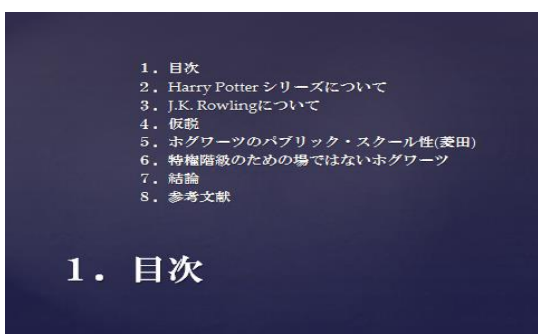 1．目次
2．Harry Potter シリーズについて
3．J.K. Rowlingについて
4．仮説
5．ホグワーツのパブリック・スクール性(菱田)
6．特権階級のための場ではないホグワーツ
7．結論
8．参考文献
1．目次